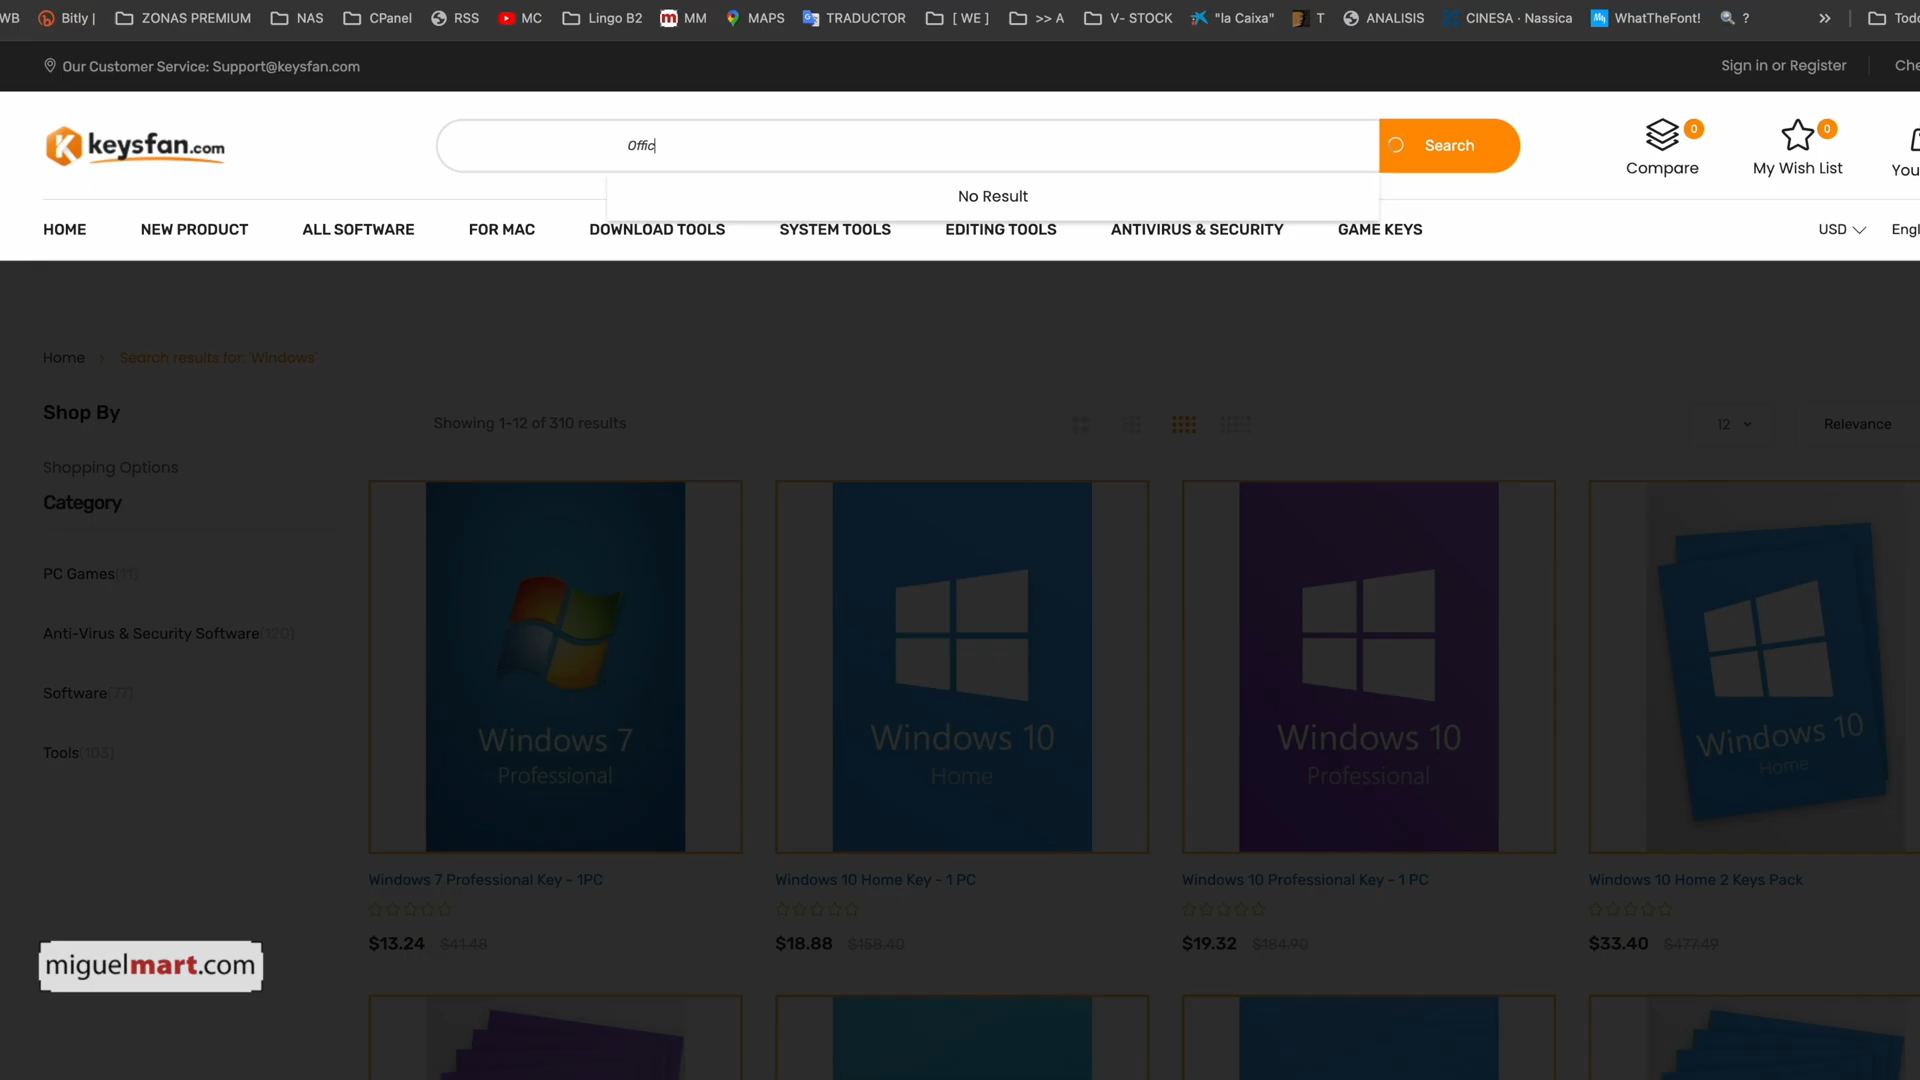 WB Bitly | ZONAS PREMIUM NAS CPanel RSS MC Lingo B2 MM MAPS TRADUCTOR [ WE ] >> A V- STOCK "la Caixa" T ANALISIS CINESA · Nassica WhatTheFont! ? » Todo
Our Customer Service: Support@keysfan.com Sign in or Register Che
keysfan.com Offic Search 0 0
Compare My Wish List You
No Result
HOME NEW PRODUCT ALL SOFTWARE FOR MAC DOWNLOAD TOOLS SYSTEM TOOLS EDITING TOOLS ANTIVIRUS & SECURITY GAME KEYS USD Engl
Home > Search results for: 'Windows'
Shop By Showing 1-12 of 310 results 12 Relevance
Shopping Options
Category
PC Games(11)
Anti-Virus & Security Software(120)
Software(77)
Tools(103)
Windows 7
Professional
Windows 10
Home
Windows 10
Professional
Windows 10
Home
Windows 7 Professional Key - 1PC Windows 10 Home Key - 1 PC Windows 10 Professional Key - 1 PC Windows 10 Home 2 Keys Pack
$13.24 $41.48 $18.88 $158.40 $19.32 $184.90 $33.40 $477.49
miguelmart.com